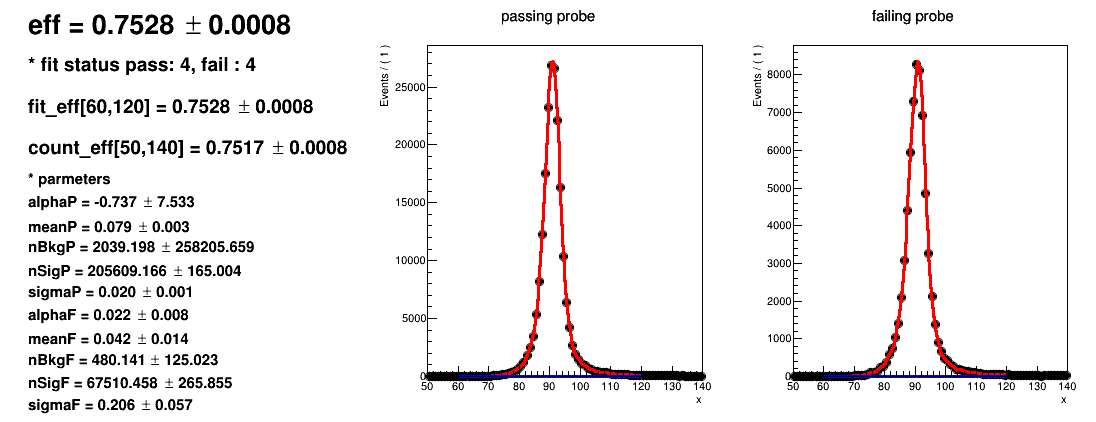 eff = 0.7528 ± 0.0008
* fit status pass: 4, fail : 4
fit_eff[60,120] = 0.7528 ± 0.0008
count_eff[50,140] = 0.7517 ± 0.0008
* parmeters
alphaP = -0.737 ± 7.533
meanP = 0.079 ± 0.003
nBkgP = 2039.198 ± 258205.659
nSigP = 205609.166 ± 165.004
sigmaP = 0.020 ± 0.001
alphaF = 0.022 ± 0.008
meanF = 0.042 ± 0.014
nBkgF = 480.141 ± 125.023
nSigF = 67510.458 ± 265.855
sigmaF = 0.206 ± 0.057
passing probe
Events / ( 1 )
25000
20000
15000
10000
5000
0
50 60 70 80 90 100 110 120 130 140
x
failing probe
Events / ( 1 )
8000
7000
6000
5000
4000
3000
2000
1000
0
50 60 70 80 90 100 110 120 130 140
x